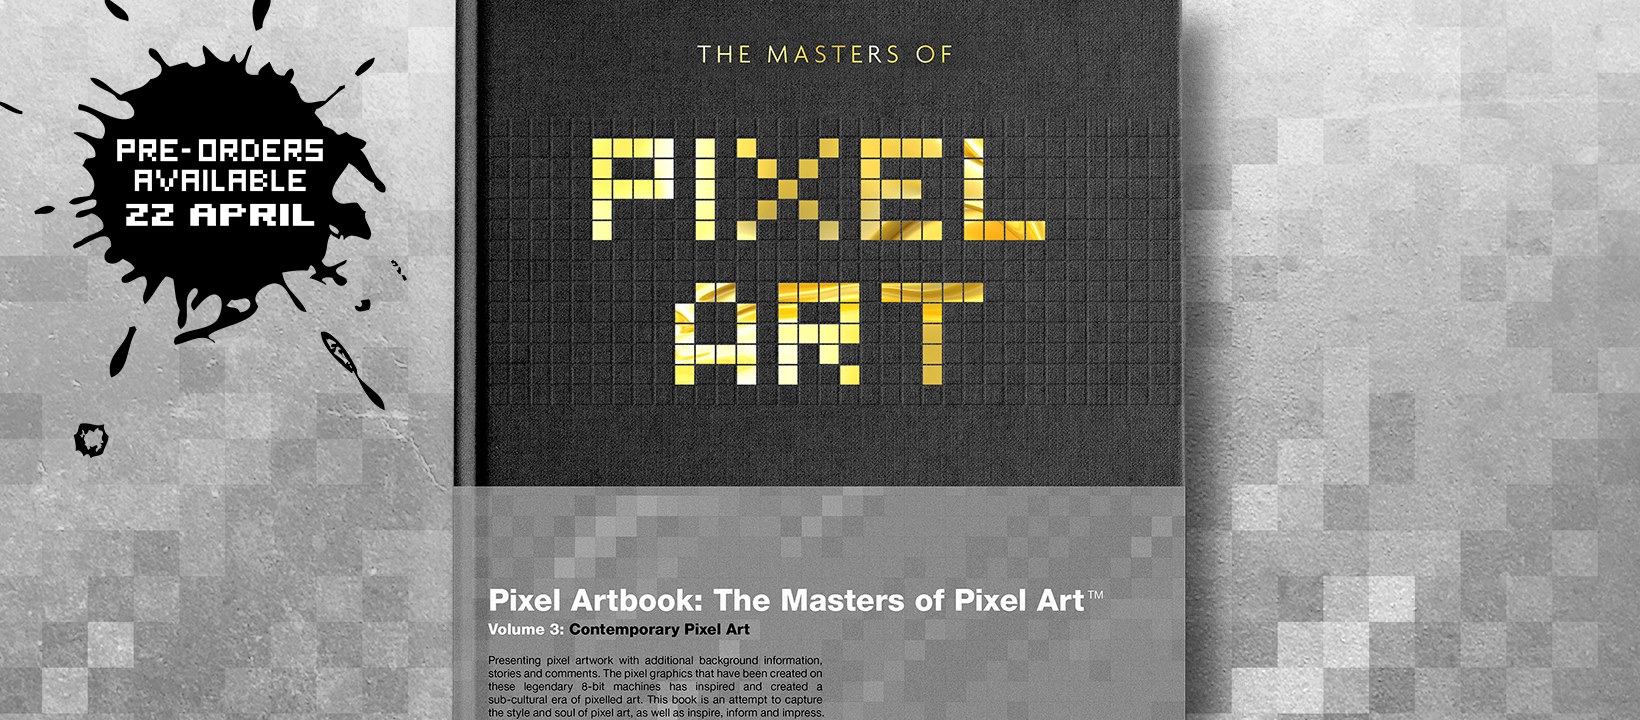 PRE-ORDERS
AVAILABLE
22 APRIL
THE MASTERS OF
PIXEL
ART
Pixel Artbook: The Masters of Pixel Art™
Volume 3: Contemporary Pixel Art
Presenting pixel artwork with additional background information,
stories and comments. The pixel graphics that have been created on
these legendary 8-bit machines has inspired and created a
sub-cultural era of pixelled art. This book is an attempt to capture
the style and soul of pixel art, as well as inspire, inform and impress.